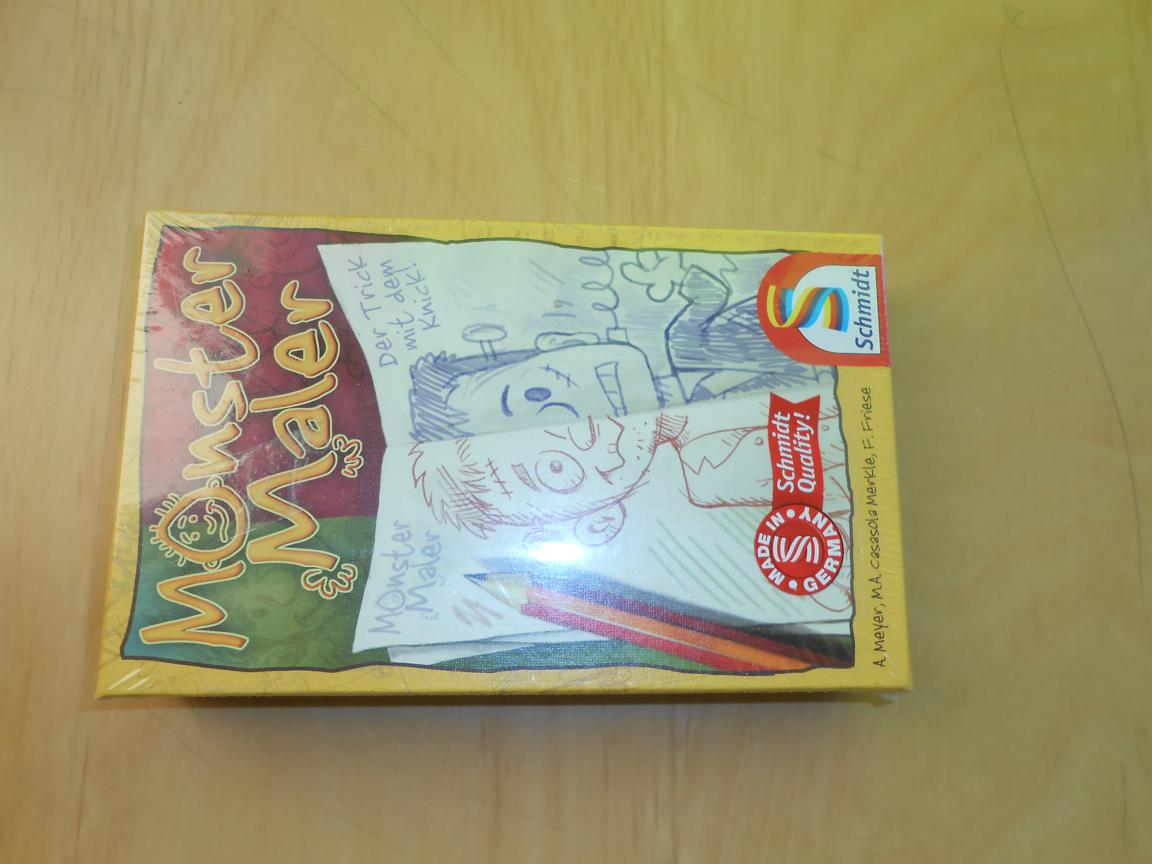 Monster
Maler
Der Trick
mit dem
Knick!
Monster
Maler
Schmidt
Quality!
MADE IN
GERMANY
Schmidt
A. Meyer, M.A. Casasola Merkle, F. Friese